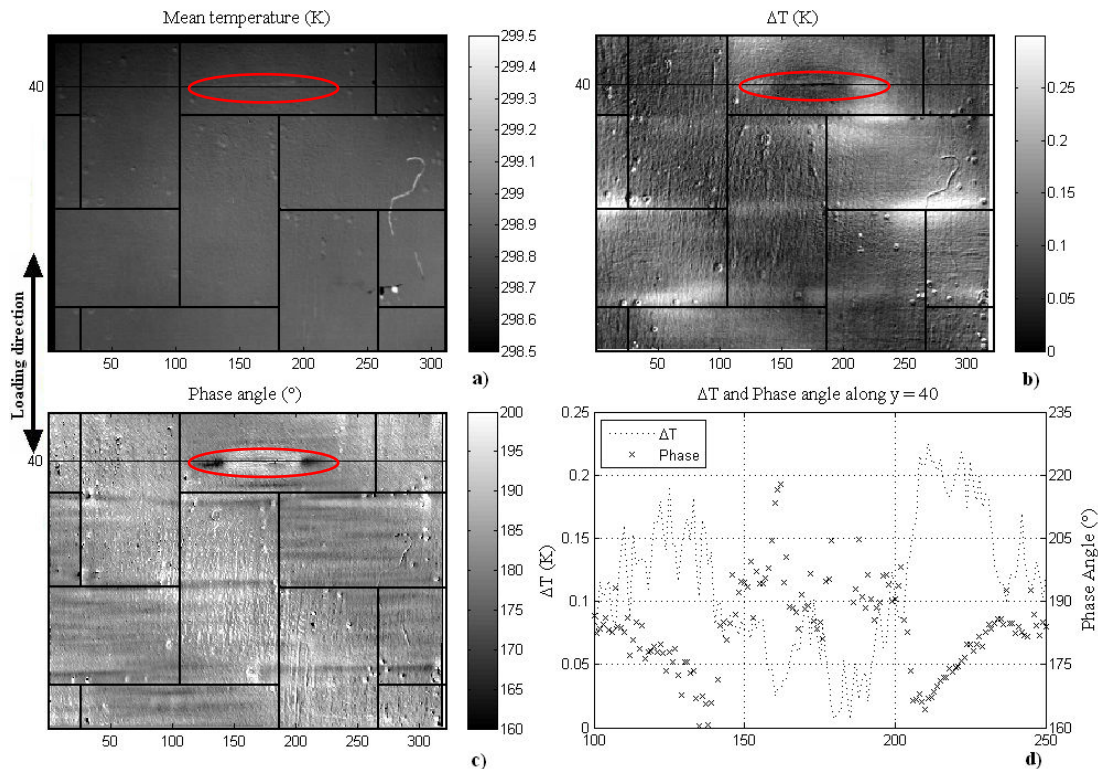 Mean temperature (K)
40
50 100 150 200 250 300
299.5
299.4
299.3
299.2
299.1
299
298.9
298.8
298.7
298.6
298.5
a)
ΔT (K)
40
50 100 150 200 250 300
0.25
0.2
0.15
0.1
0.05
0
b)
Loading direction
Phase angle (°)
40
50 100 150 200 250 300
200
195
190
185
180
175
170
165
160
c)
ΔT and Phase angle along y = 40
ΔT
Phase
ΔT (K)
0.25
0.2
0.15
0.1
0.05
0
100 150 200 250
235
220
205
190
175
160
Phase Angle (°)
d)